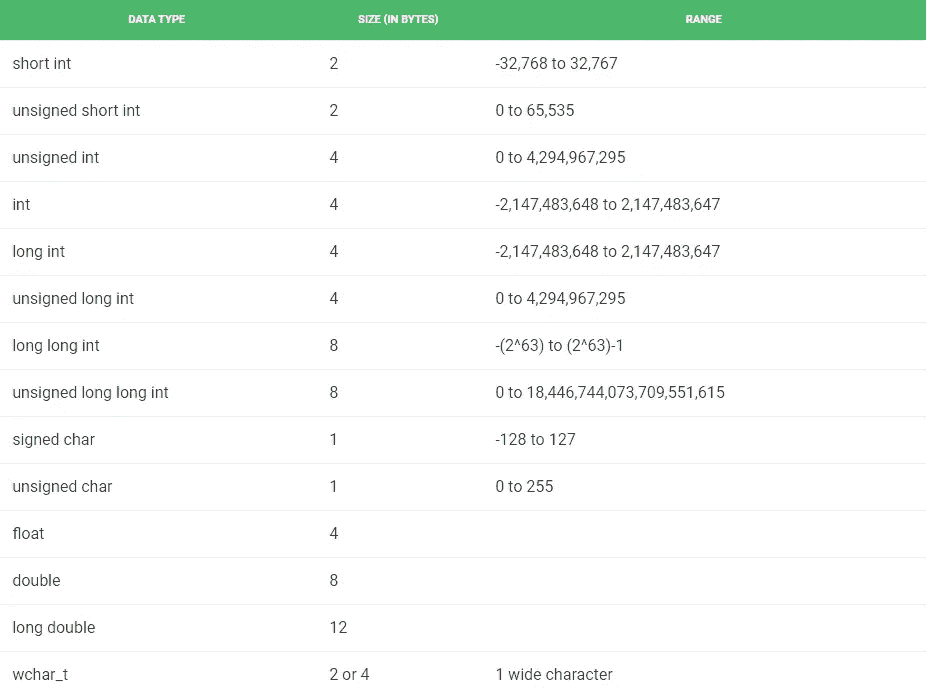 DATA TYPE SIZE (IN BYTES) RANGE
short int 2 -32,768 to 32,767
unsigned short int 2 0 to 65,535
unsigned int 4 0 to 4,294,967,295
int 4 -2,147,483,648 to 2,147,483,647
long int 4 -2,147,483,648 to 2,147,483,647
unsigned long int 4 0 to 4,294,967,295
long long int 8 -(2^63) to (2^63)-1
unsigned long long int 8 0 to 18,446,744,073,709,551,615
signed char 1 -128 to 127
unsigned char 1 0 to 255
float 4
double 8
long double 12
wchar_t 2 or 4 1 wide character